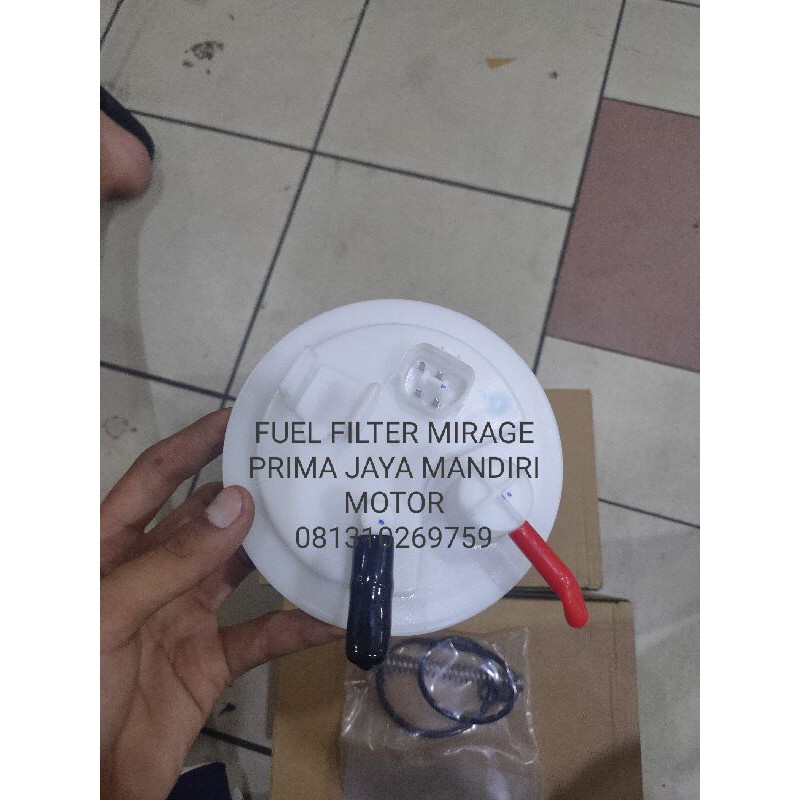 FUEL FILTER MIRAGE
PRIMA JAYA MANDIRI
MOTOR
081310269759